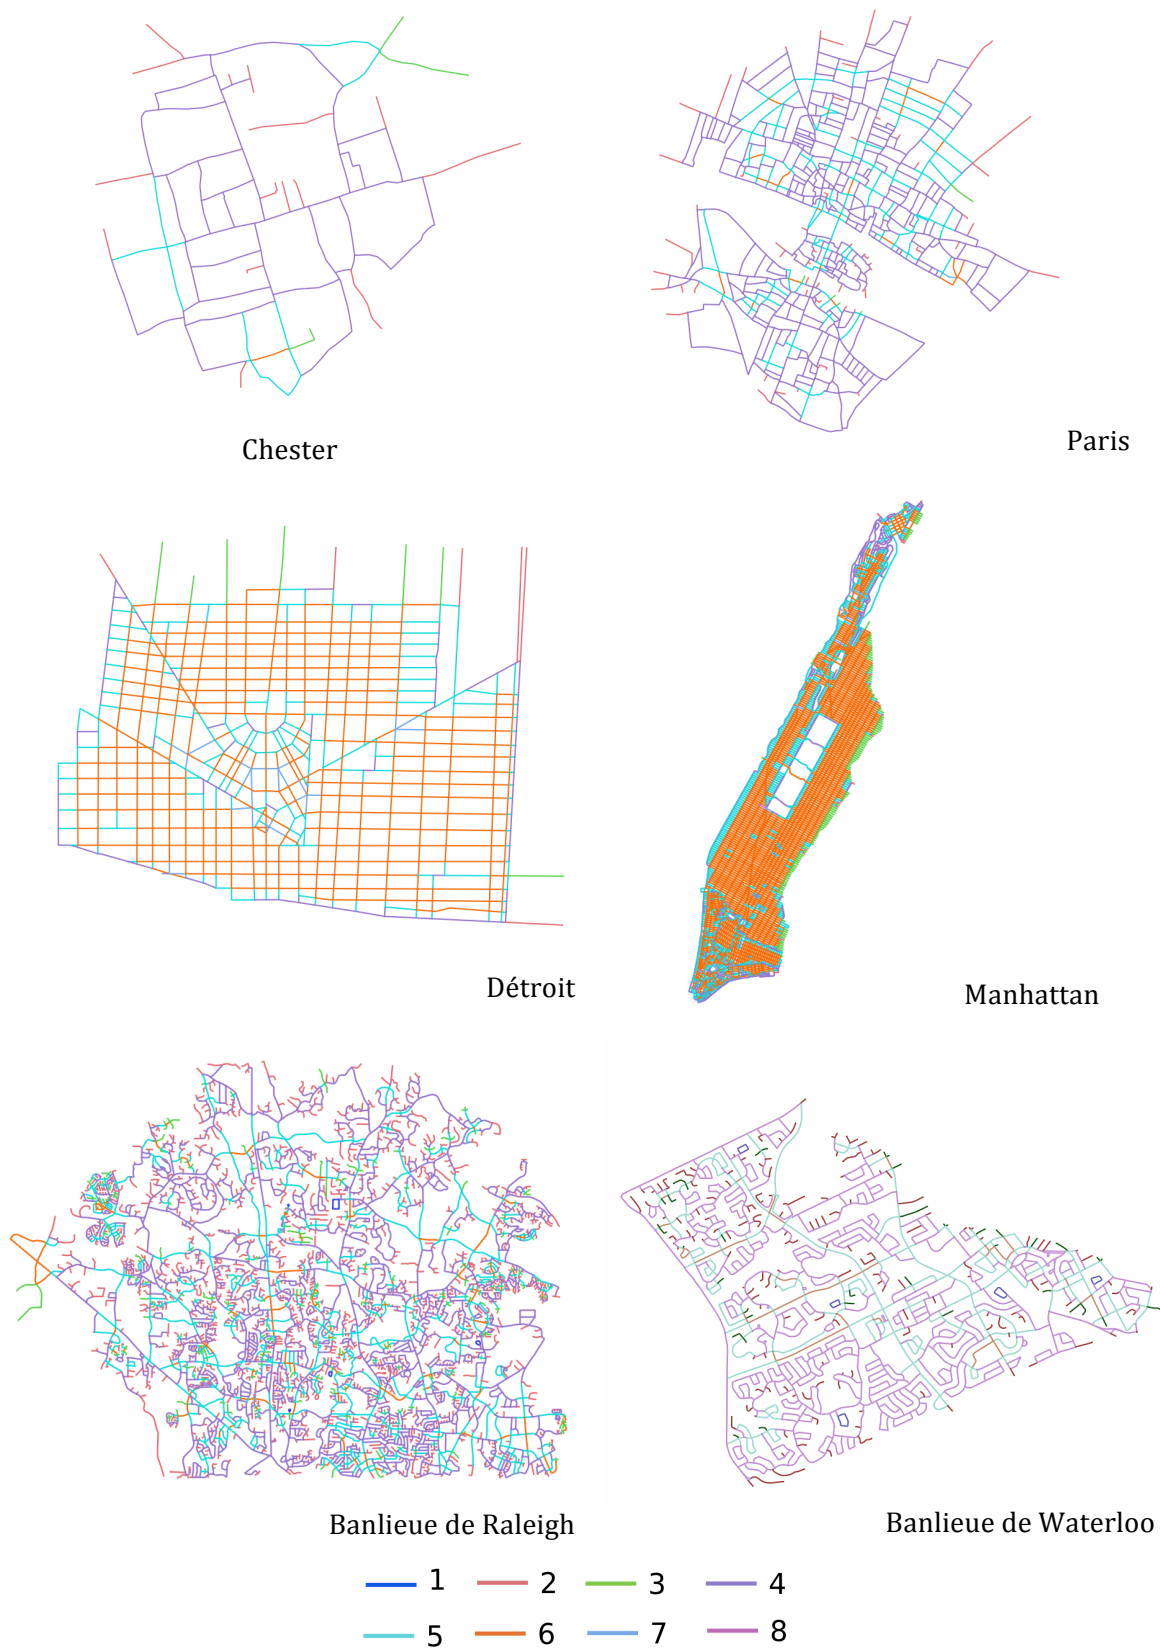 Chester
Paris
Détroit
Manhattan
Banlieue de Raleigh
Banlieue de Waterloo
1 2 3 4
5 6 7 8